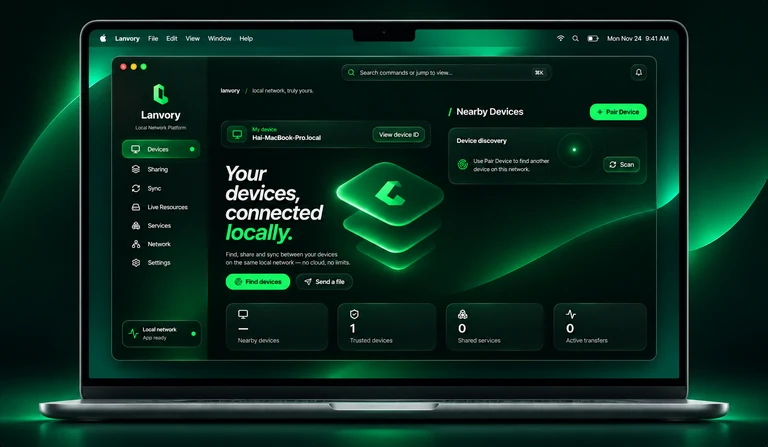 Lanvory File Edit View Window Help
Mon Nov 24 9:41 AM
Search commands or jump to view... ⌘K
Lanvory
Local Network Platform
Devices
Sharing
Sync
Live Resources
Services
Network
Settings
Local network
App ready
lanvory / local network, truly yours.
My device
Hai-MacBook-Pro.local
View device ID
Your
devices,
connected
locally.
Find, share and sync between your devices
on the same local network — no cloud, no limits.
Find devices
Send a file
/ Nearby Devices
+ Pair Device
Device discovery
Use Pair Device to find another
device on this network.
Scan
—
Nearby devices
1
Trusted devices
0
Shared services
0
Active transfers